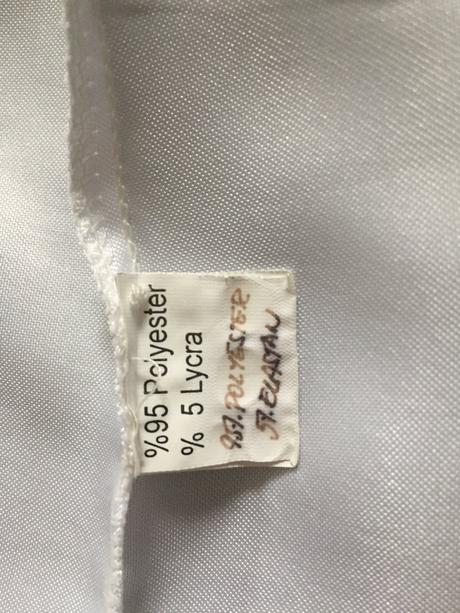 %95 Polyester
% 5 Lycra
95% POLYESTER
5% ELASTAN